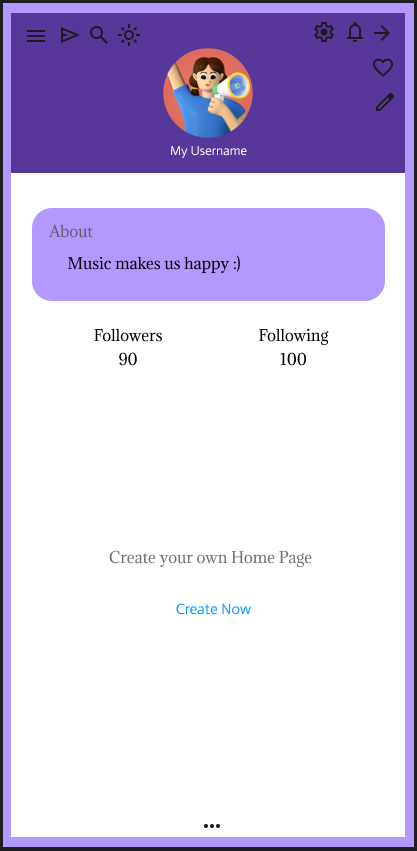 My Username
About
Music makes us happy :)
Followers
Following
90
100
Create your own Home Page
Create Now